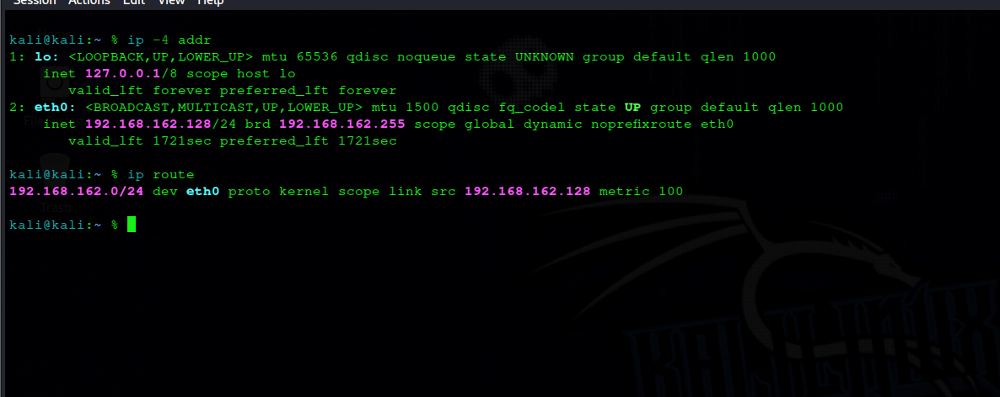 Session Actions Edit View Help
kali@kali:~ % ip -4 addr
1: lo: <LOOPBACK,UP,LOWER_UP> mtu 65536 qdisc noqueue state UNKNOWN group default qlen 1000
    inet 127.0.0.1/8 scope host lo
       valid_lft forever preferred_lft forever
2: eth0: <BROADCAST,MULTICAST,UP,LOWER_UP> mtu 1500 qdisc fq_codel state UP group default qlen 1000
    inet 192.168.162.128/24 brd 192.168.162.255 scope global dynamic noprefixroute eth0
       valid_lft 1721sec preferred_lft 1721sec
kali@kali:~ % ip route
192.168.162.0/24 dev eth0 proto kernel scope link src 192.168.162.128 metric 100
Trash
kali@kali:~ %
KALI LINUX